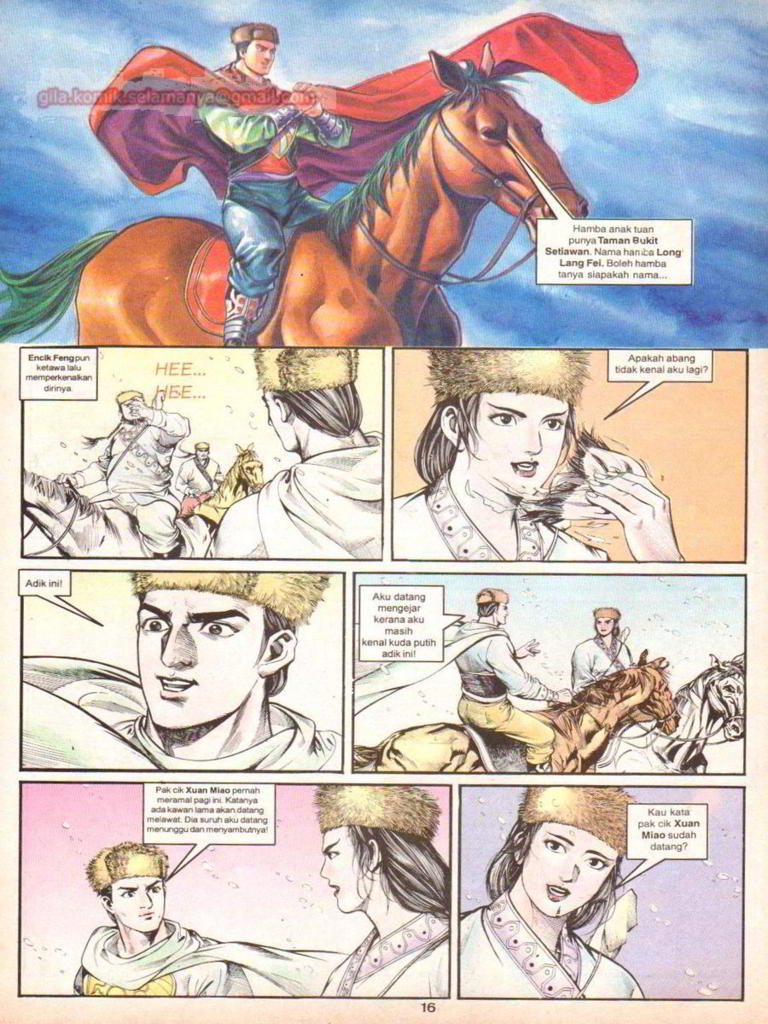 gila.komik.selamanya@gmail.com
Hamba anak tuan
punya Taman Bukit
Setiawan. Nama hamba Long
Lang Fei. Boleh hamba
tanya siapakah nama...
Encik Feng pun
ketawa lalu
memperkenalkan
dirinya.
HEE...
HEE...
Apakah abang
tidak kenal aku lagi?
Adik ini!
Aku datang
mengejar
kerana aku
masih
kenal kuda putih
adik ini!
Pak cik Xuan Miao pernah
meramal pagi ini. Katanya
ada kawan lama akan datang
melawat. Dia suruh aku datang
menunggu dan menyambutnya!
Kau kata
pak cik Xuan
Miao sudah
datang?
16